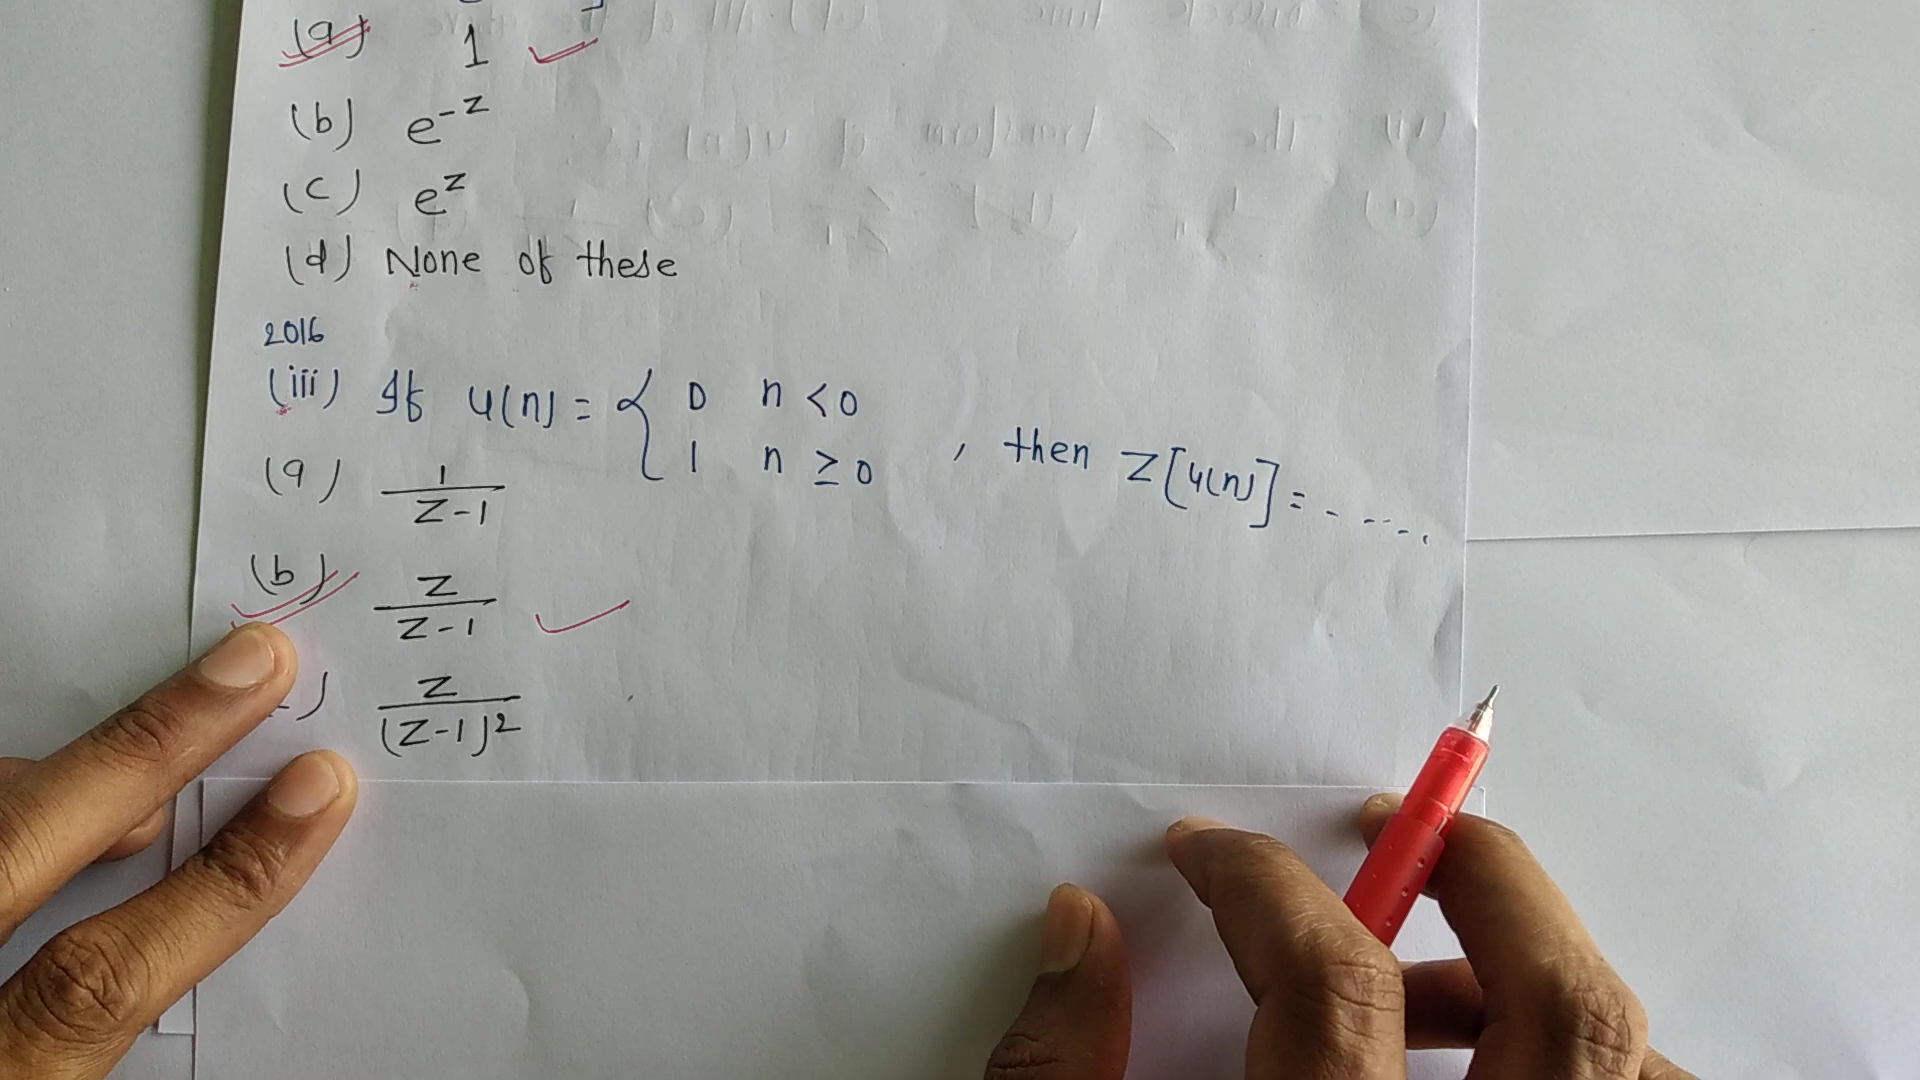 (a) 1
(b) e^-z
(c) e^z
(d) None of these
2016
(iii) If u(n) = { 0 n < 0
1 n ≥ 0 , then Z[u(n)] = - - - - .
(a) 1/(z-1)
(b) z/(z-1)
) z/(z-1)²